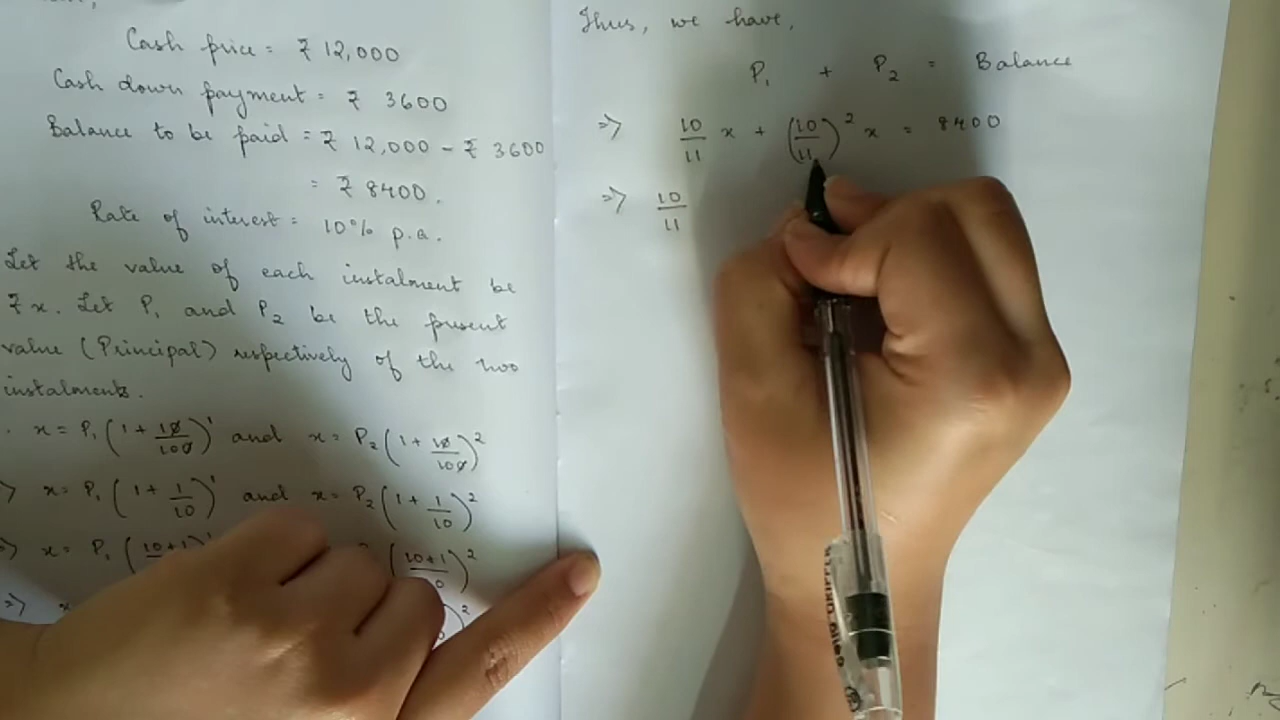 Cash price = ₹ 12,000
Cash down payment = ₹ 3600
Balance to be paid = ₹ 12,000 - ₹ 3600
= ₹ 8400.
Rate of interest = 10% p.a.
Let the value of each instalment be
₹ x. Let P₁ and P₂ be the present
value (Principal) respectively of the two
instalments.
x = P₁ (1 + 10/100)¹ and x = P₂ (1 + 10/100)²
x = P₁ (1 + 1/10)¹ and x = P₂ (1 + 1/10)²
x = P₁ (10+1 (10+1)²
=>
Thus, we have,
P₁ + P₂ = Balance
=> 10/11 x + (10/11)² x = 8400
=> 10/11